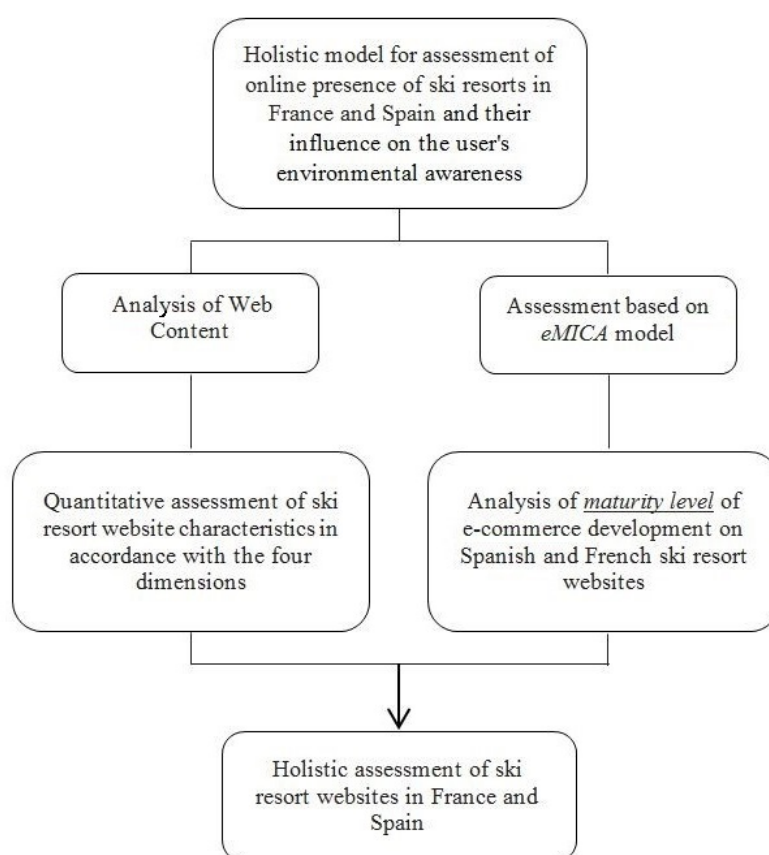 Holistic model for assessment of
online presence of ski resorts in
France and Spain and their
influence on the user's
environmental awareness
Analysis of Web
Content
Assessment based on
eMICA model
Quantitative assessment of ski
resort website characteristics in
accordance with the four
dimensions
Analysis of maturity level of
e-commerce development on
Spanish and French ski resort
websites
Holistic assessment of ski
resort websites in France and
Spain